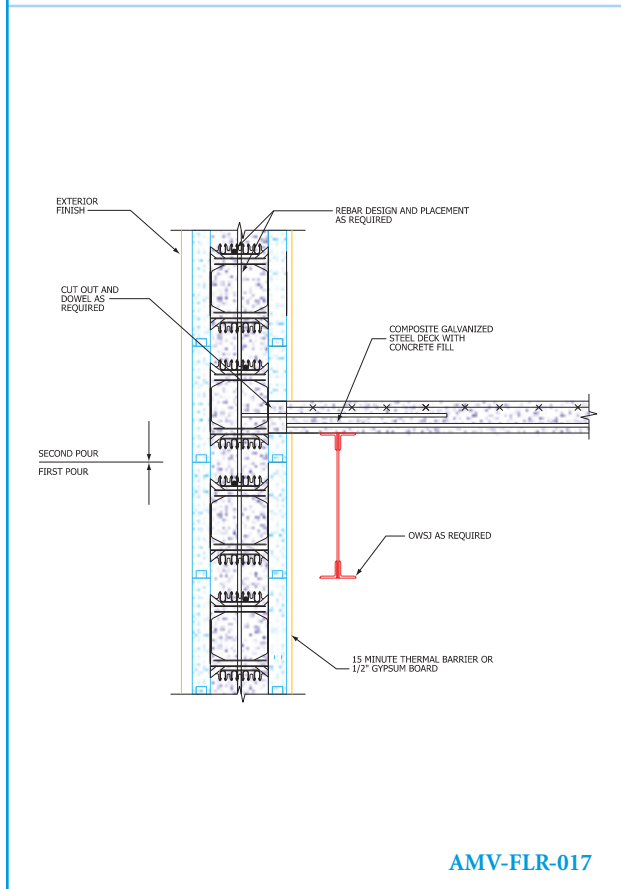 EXTERIOR
FINISH
REBAR DESIGN AND PLACEMENT
AS REQUIRED
CUT OUT AND
DOWEL AS
REQUIRED
COMPOSITE GALVANIZED
STEEL DECK WITH
CONCRETE FILL
SECOND POUR
FIRST POUR
OWSJ AS REQUIRED
15 MINUTE THERMAL BARRIER OR
1/2" GYPSUM BOARD
AMV-FLR-017